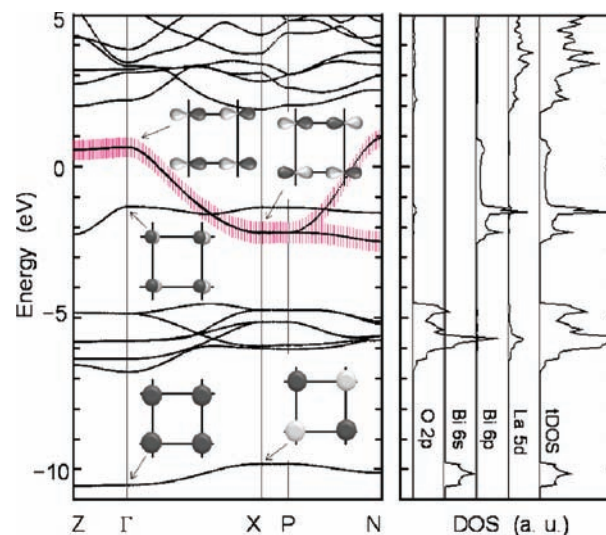 5
0
−5
−10
Energy (eV)
Z Γ X P N
O 2p
Bi 6s
Bi 6p
La 5d
tDOS
DOS (a. u.)